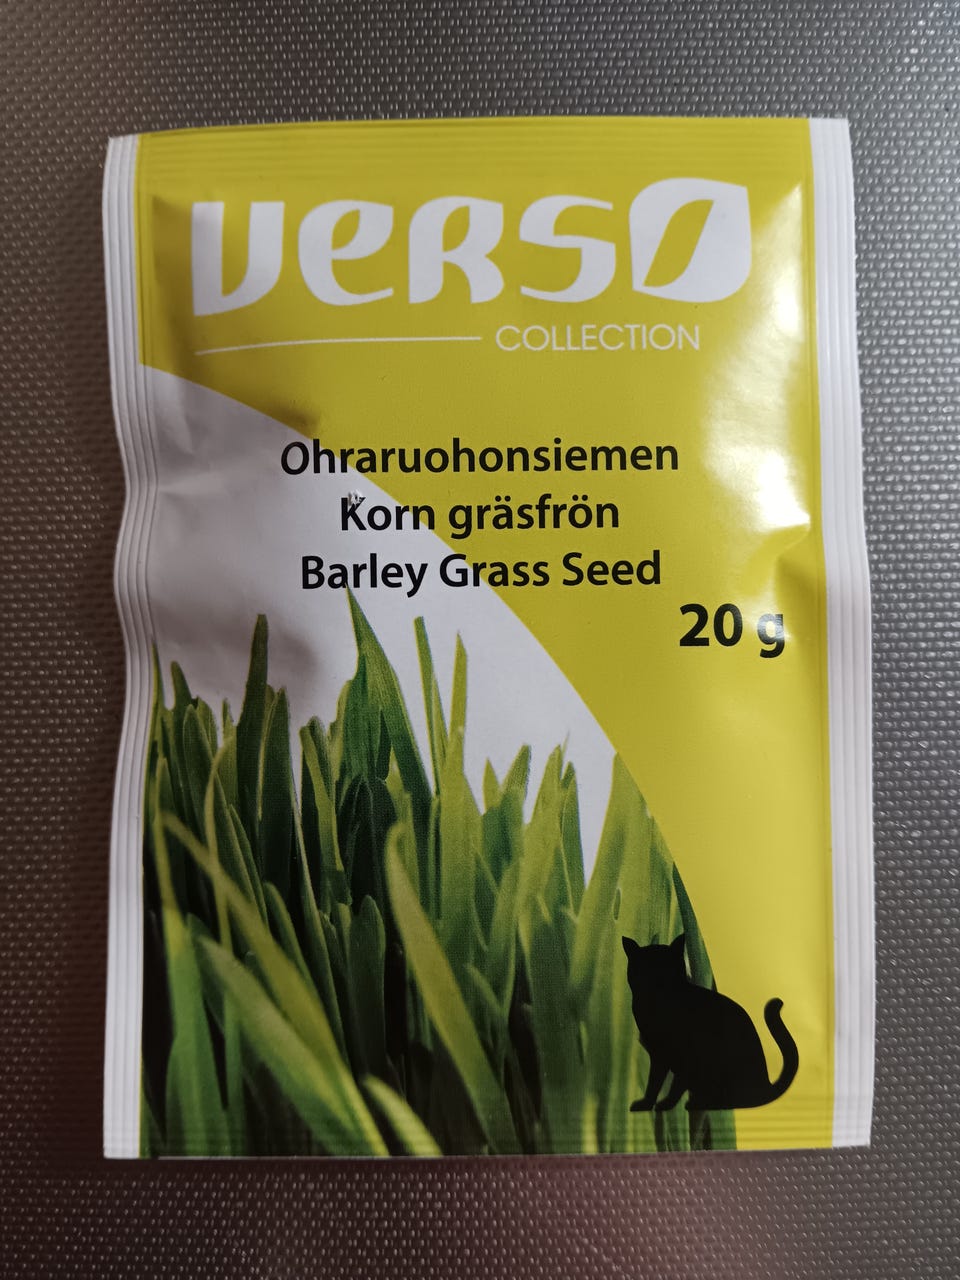 VERSO
COLLECTION
Ohraruohonsiemen
Korn gräsfrön
Barley Grass Seed
20 g